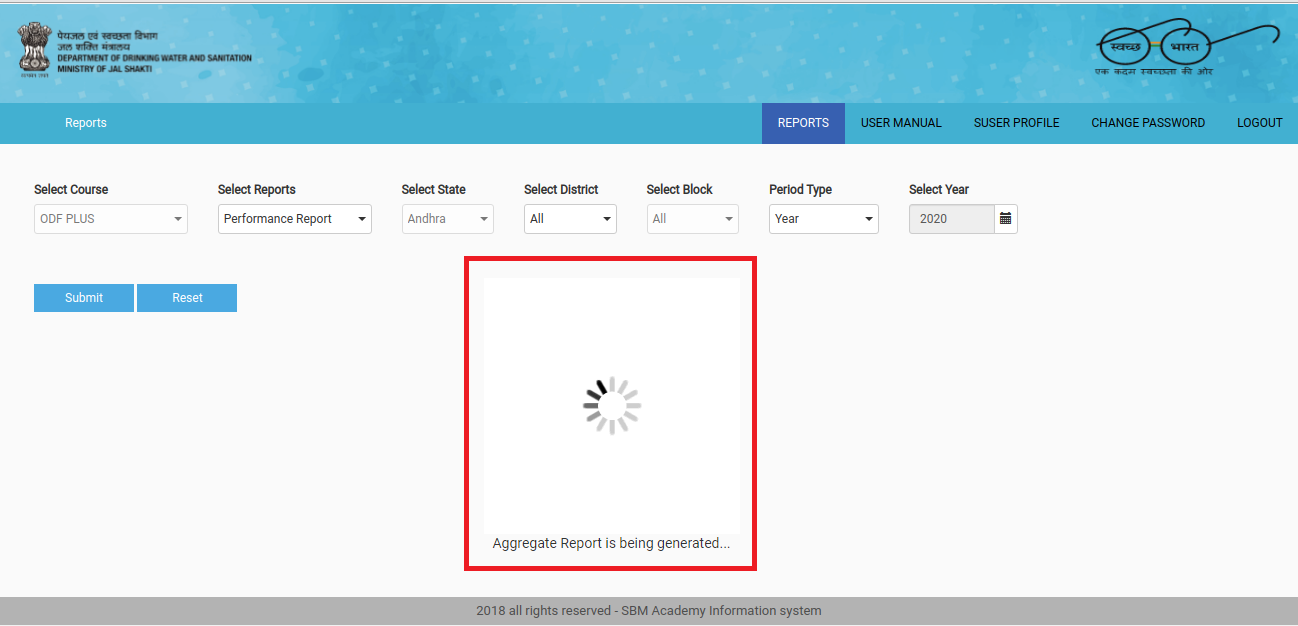 पेयजल एवं स्वच्छता विभाग
जल शक्ति मंत्रालय
DEPARTMENT OF DRINKING WATER AND SANITATION
MINISTRY OF JAL SHAKTI
स्वच्छ भारत
एक कदम स्वच्छता की ओर
Reports
REPORTS USER MANUAL SUSER PROFILE CHANGE PASSWORD LOGOUT
Select Course Select Reports Select State Select District Select Block Period Type Select Year
ODF PLUS Performance Report Andhra All All Year 2020
Submit Reset
Aggregate Report is being generated...
2018 all rights reserved - SBM Academy Information system